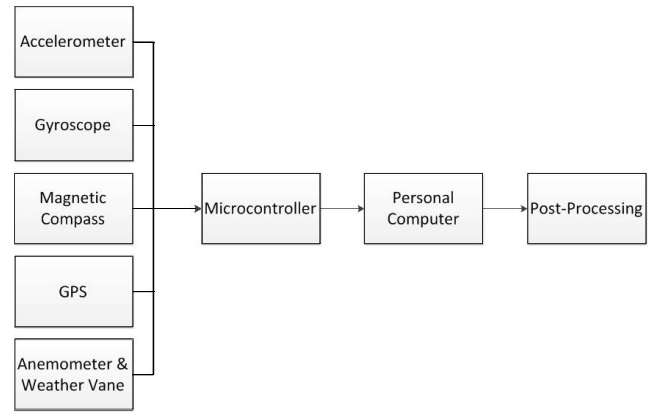 Accelerometer
Gyroscope
Magnetic
Compass
Microcontroller
Personal
Computer
Post-Processing
GPS
Anemometer &
Weather Vane